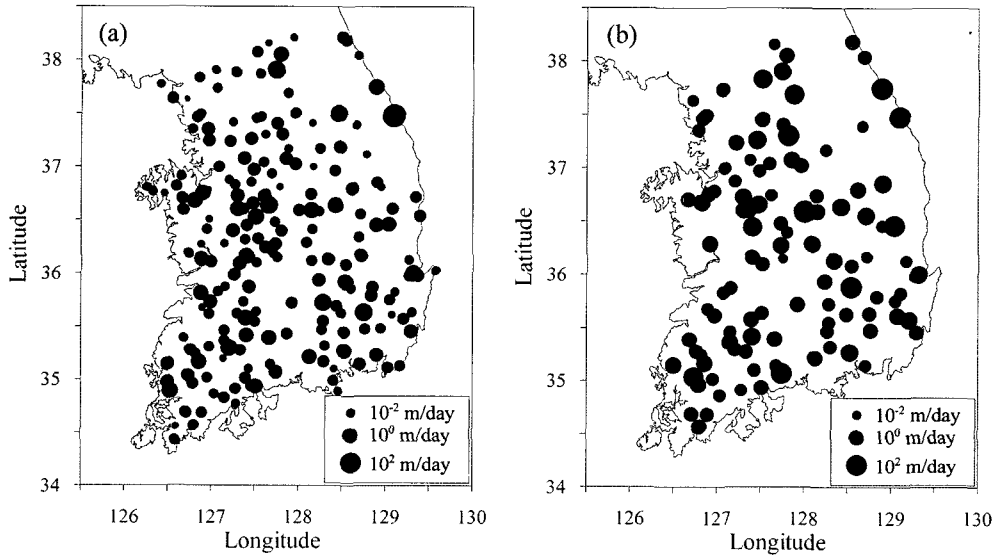 (a)
Latitude
38
37
36
35
34
126 127 128 129 130
Longitude
10⁻² m/day
10⁰ m/day
10² m/day
(b)
Latitude
38
37
36
35
34
126 127 128 129 130
Longitude
10⁻² m/day
10⁰ m/day
10² m/day